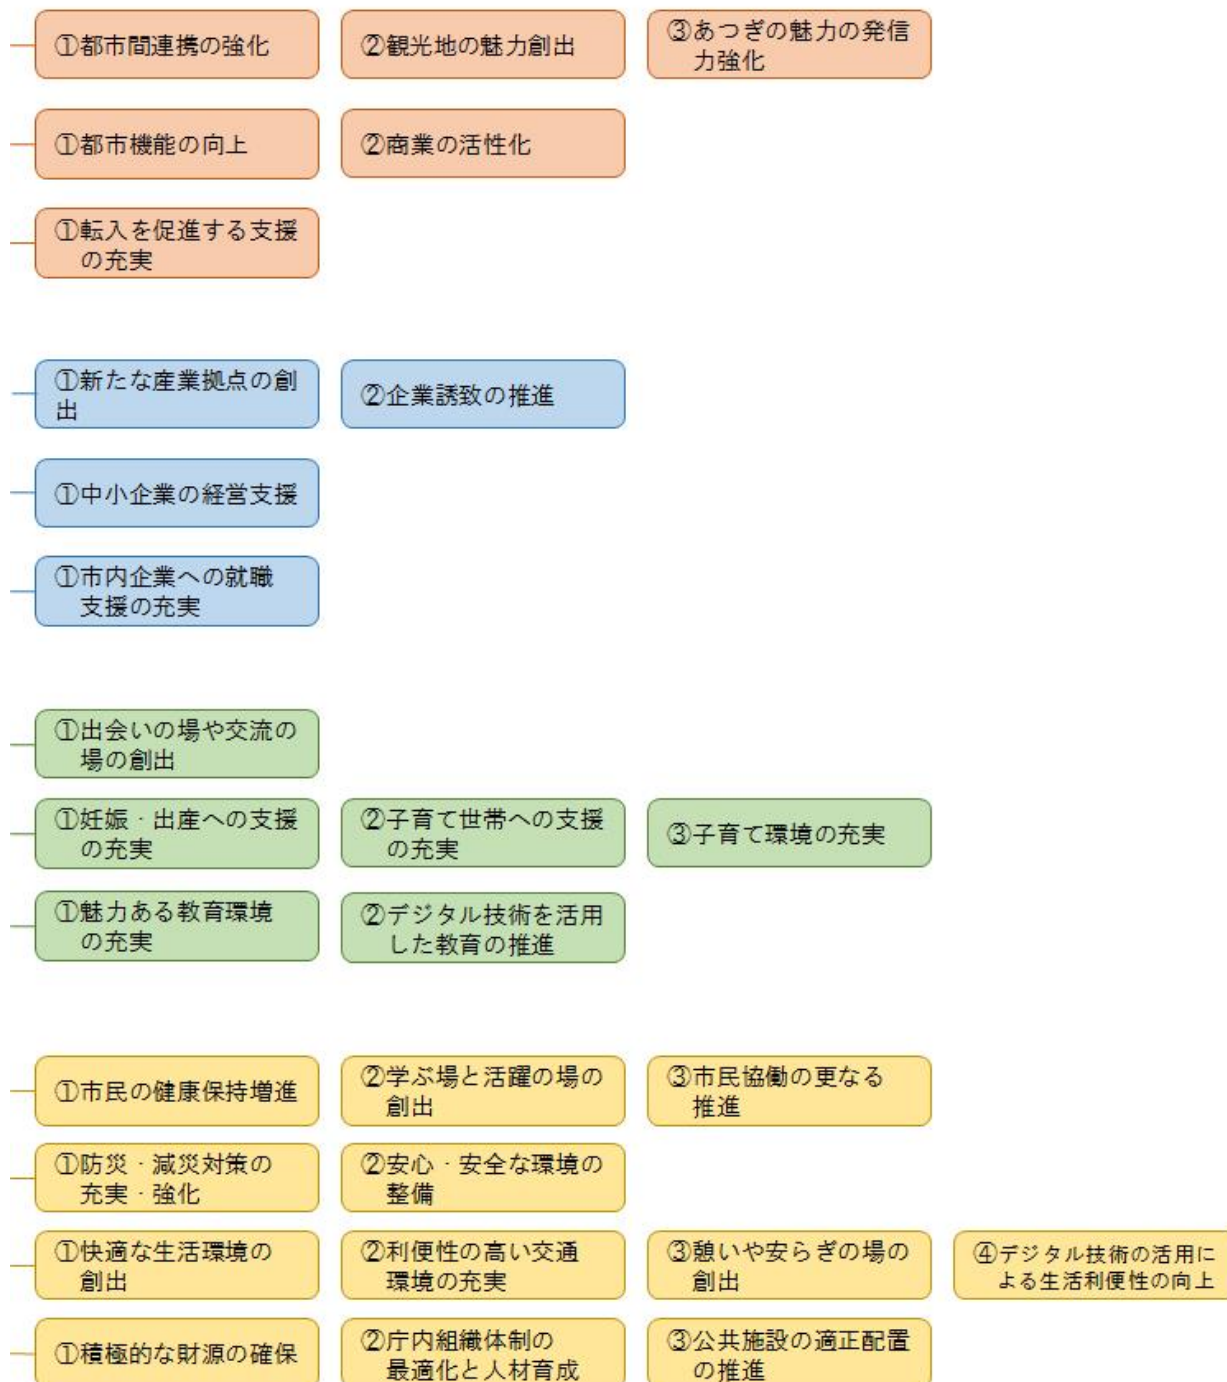 ①都市間連携の強化
②観光地の魅力創出
③あつぎの魅力の発信
力強化
①都市機能の向上
②商業の活性化
①転入を促進する支援
の充実
①新たな産業拠点の創
出
②企業誘致の推進
①中小企業の経営支援
①市内企業への就職
支援の充実
①出会いの場や交流の
場の創出
①妊娠・出産への支援
の充実
②子育て世帯への支援
の充実
③子育て環境の充実
①魅力ある教育環境
の充実
②デジタル技術を活用
した教育の推進
①市民の健康保持増進
②学ぶ場と活躍の場の
創出
③市民協働の更なる
推進
①防災・減災対策の
充実・強化
②安心・安全な環境の
整備
①快適な生活環境の
創出
②利便性の高い交通
環境の充実
③憩いや安らぎの場の
創出
④デジタル技術の活用に
よる生活利便性の向上
①積極的な財源の確保
②庁内組織体制の
最適化と人材育成
③公共施設の適正配置
の推進